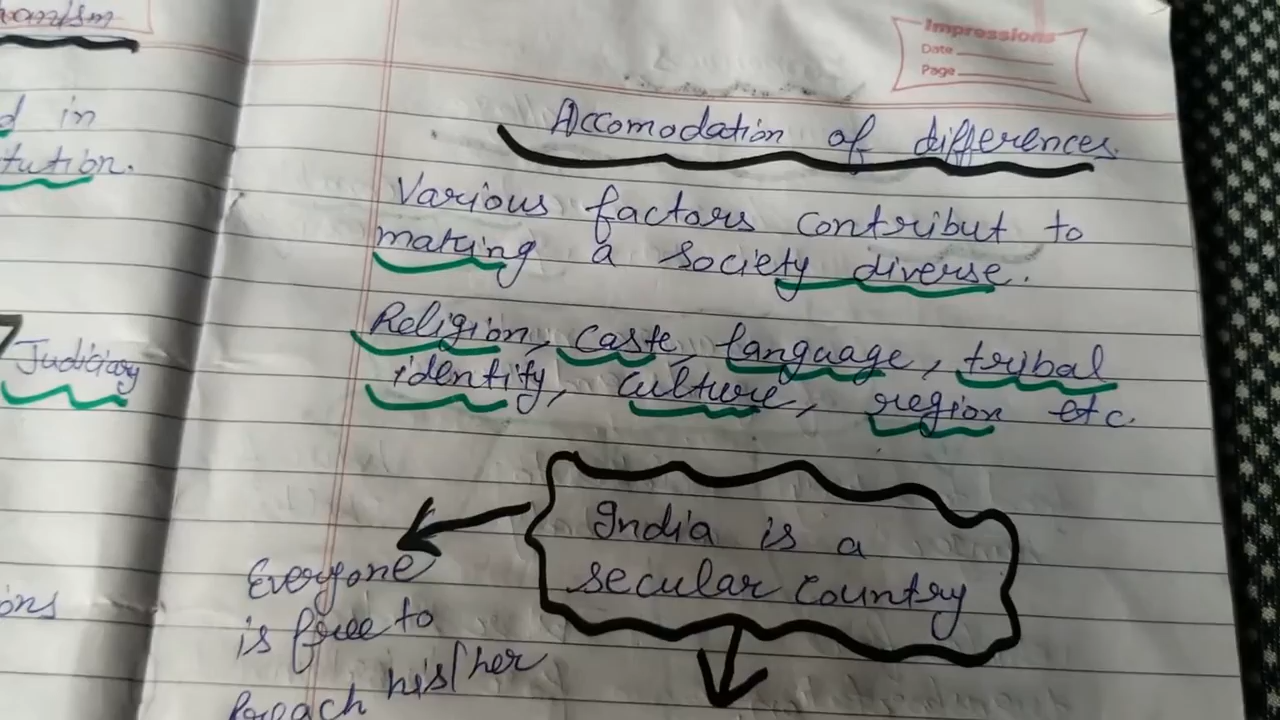 d in
tution.
Judiciary
ons
Impressions
Date
Page
Accomodation of differences.
Various factors contribut to
making a society diverse.
Religion, caste, language, tribal
identity, culture, region etc.
India is a
secular country
Everyone
is free to
his/her